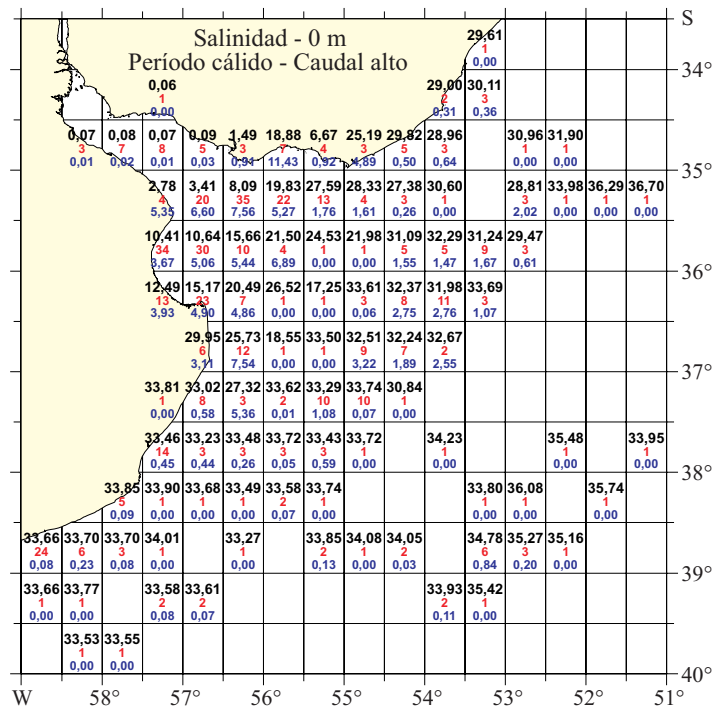 S
Salinidad - 0 m
Período cálido - Caudal alto
29,61
1
0,00
34°
0,06 29,00 30,11
1 2 3
0,00 0,31 0,36
0,07 0,08 0,07 0,09 1,49 18,88 6,67 25,19 29,82 28,96 30,96 31,90
3 7 8 5 3 7 4 3 5 3 1 1
0,01 0,02 0,01 0,03 0,91 11,43 0,92 4,89 0,50 0,64 0,00 0,00
35°
2,78 3,41 8,09 19,83 27,59 28,33 27,38 30,60 28,81 33,98 36,29 36,70
4 20 35 22 13 4 3 1 3 1 1 1
5,35 6,60 7,56 5,27 1,76 1,61 0,26 0,00 2,02 0,00 0,00 0,00
10,41 10,64 15,66 21,50 24,53 21,98 31,09 32,29 31,24 29,47
34 30 10 4 1 1 5 5 9 3
3,67 5,06 5,44 6,89 0,00 0,00 1,55 1,47 1,67 0,61
36°
12,49 15,17 20,49 26,52 17,25 33,61 32,37 31,98 33,69
13 23 7 1 1 3 8 11 3
3,93 4,90 4,86 0,00 0,00 0,06 2,75 2,76 1,07
29,95 25,73 18,55 33,50 32,51 32,24 32,67
6 12 1 1 9 7 2
3,11 7,54 0,00 0,00 3,22 1,89 2,55
37°
33,81 33,02 27,32 33,62 33,29 33,74 30,84
1 8 3 2 10 10 1
0,00 0,58 5,36 0,01 1,08 0,07 0,00
33,46 33,23 33,48 33,72 33,43 33,72 34,23 35,48 33,95
14 3 3 3 3 1 1 1 1
0,45 0,44 0,26 0,05 0,59 0,00 0,00 0,00 0,00
38°
33,85 33,90 33,68 33,49 33,58 33,74 33,80 36,08 35,74
5 1 1 1 2 1 1 1 1
0,09 0,00 0,00 0,00 0,07 0,00 0,00 0,00 0,00
33,66 33,70 33,70 34,01 33,27 33,85 34,08 34,05 34,78 35,27 35,16
24 6 3 1 1 2 1 2 6 3 1
0,08 0,23 0,08 0,00 0,00 0,13 0,00 0,03 0,84 0,20 0,00
39°
33,66 33,77 33,58 33,61 33,93 35,42
1 1 2 2 2 1
0,00 0,00 0,08 0,07 0,11 0,00
33,53 33,55
1 1
0,00 0,00
40°
W 58° 57° 56° 55° 54° 53° 52° 51°